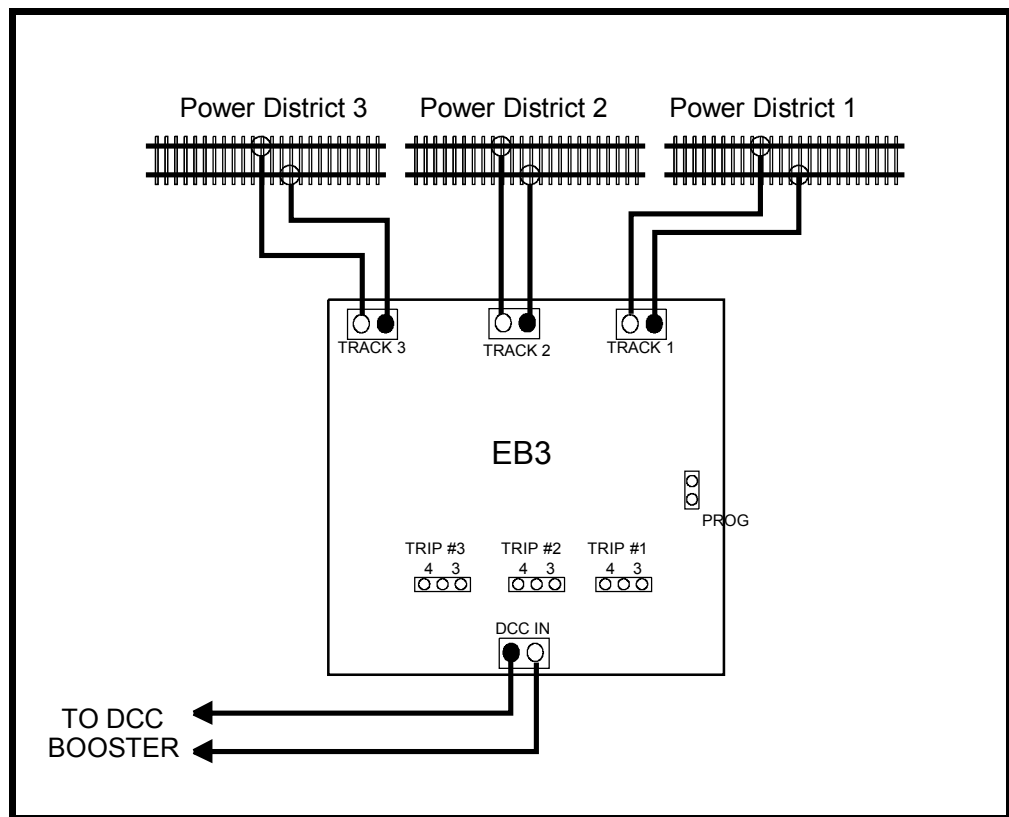 Power District 3 Power District 2 Power District 1
TRACK 3 TRACK 2 TRACK 1
EB3
PROG
TRIP #3 TRIP #2 TRIP #1
4 3 4 3 4 3
DCC IN
TO DCC
BOOSTER